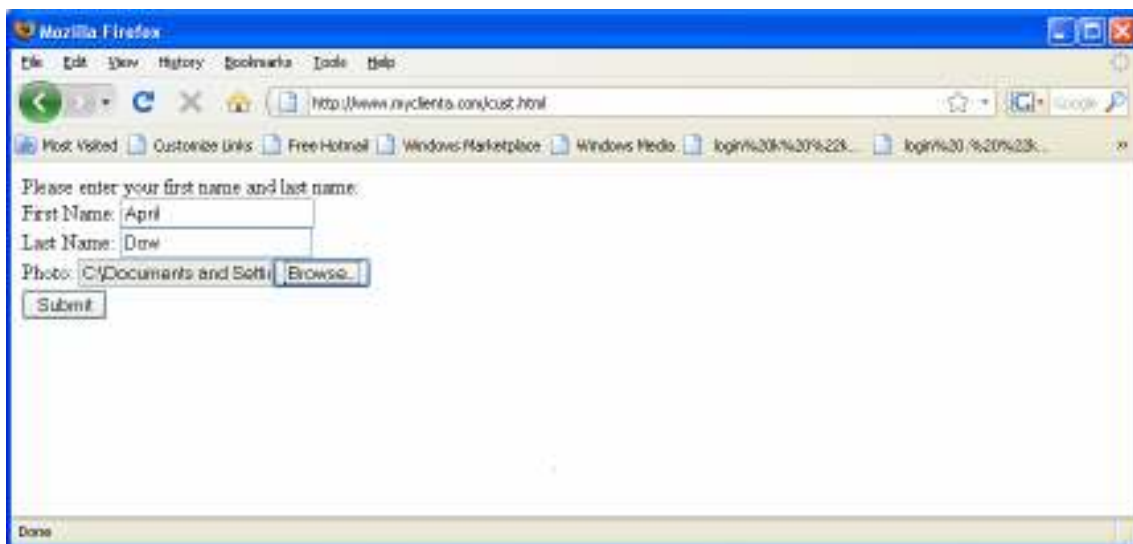 Mozilla Firefox
File Edit View History Bookmarks Tools Help
http://www.myclienta.com/cust.html Google
Most Visited Customize Links Free Hotmail Windows Marketplace Windows Media
Please enter your first name and last name:
First Name: April
Last Name:
Photo: C:\Documents and Setti Browse...
Submit
Done